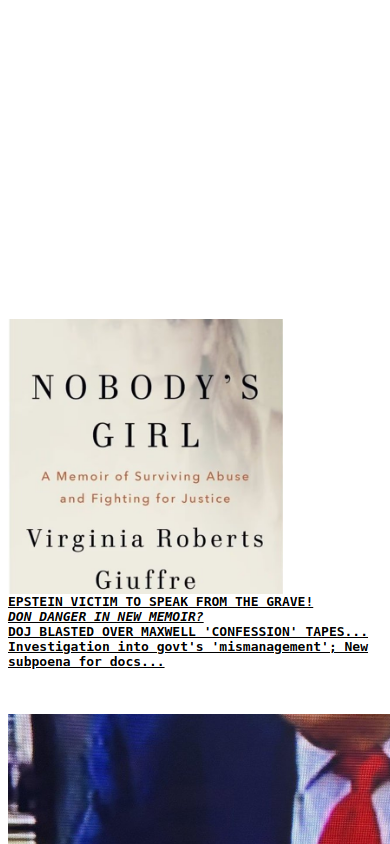 NOBODY'S
GIRL
A Memoir of Surviving Abuse
and Fighting for Justice
Virginia Roberts
Giuffre
EPSTEIN VICTIM TO SPEAK FROM THE GRAVE!
DON DANGER IN NEW MEMOIR?
DOJ BLASTED OVER MAXWELL 'CONFESSION' TAPES...
Investigation into govt's 'mismanagement'; New
subpoena for docs...